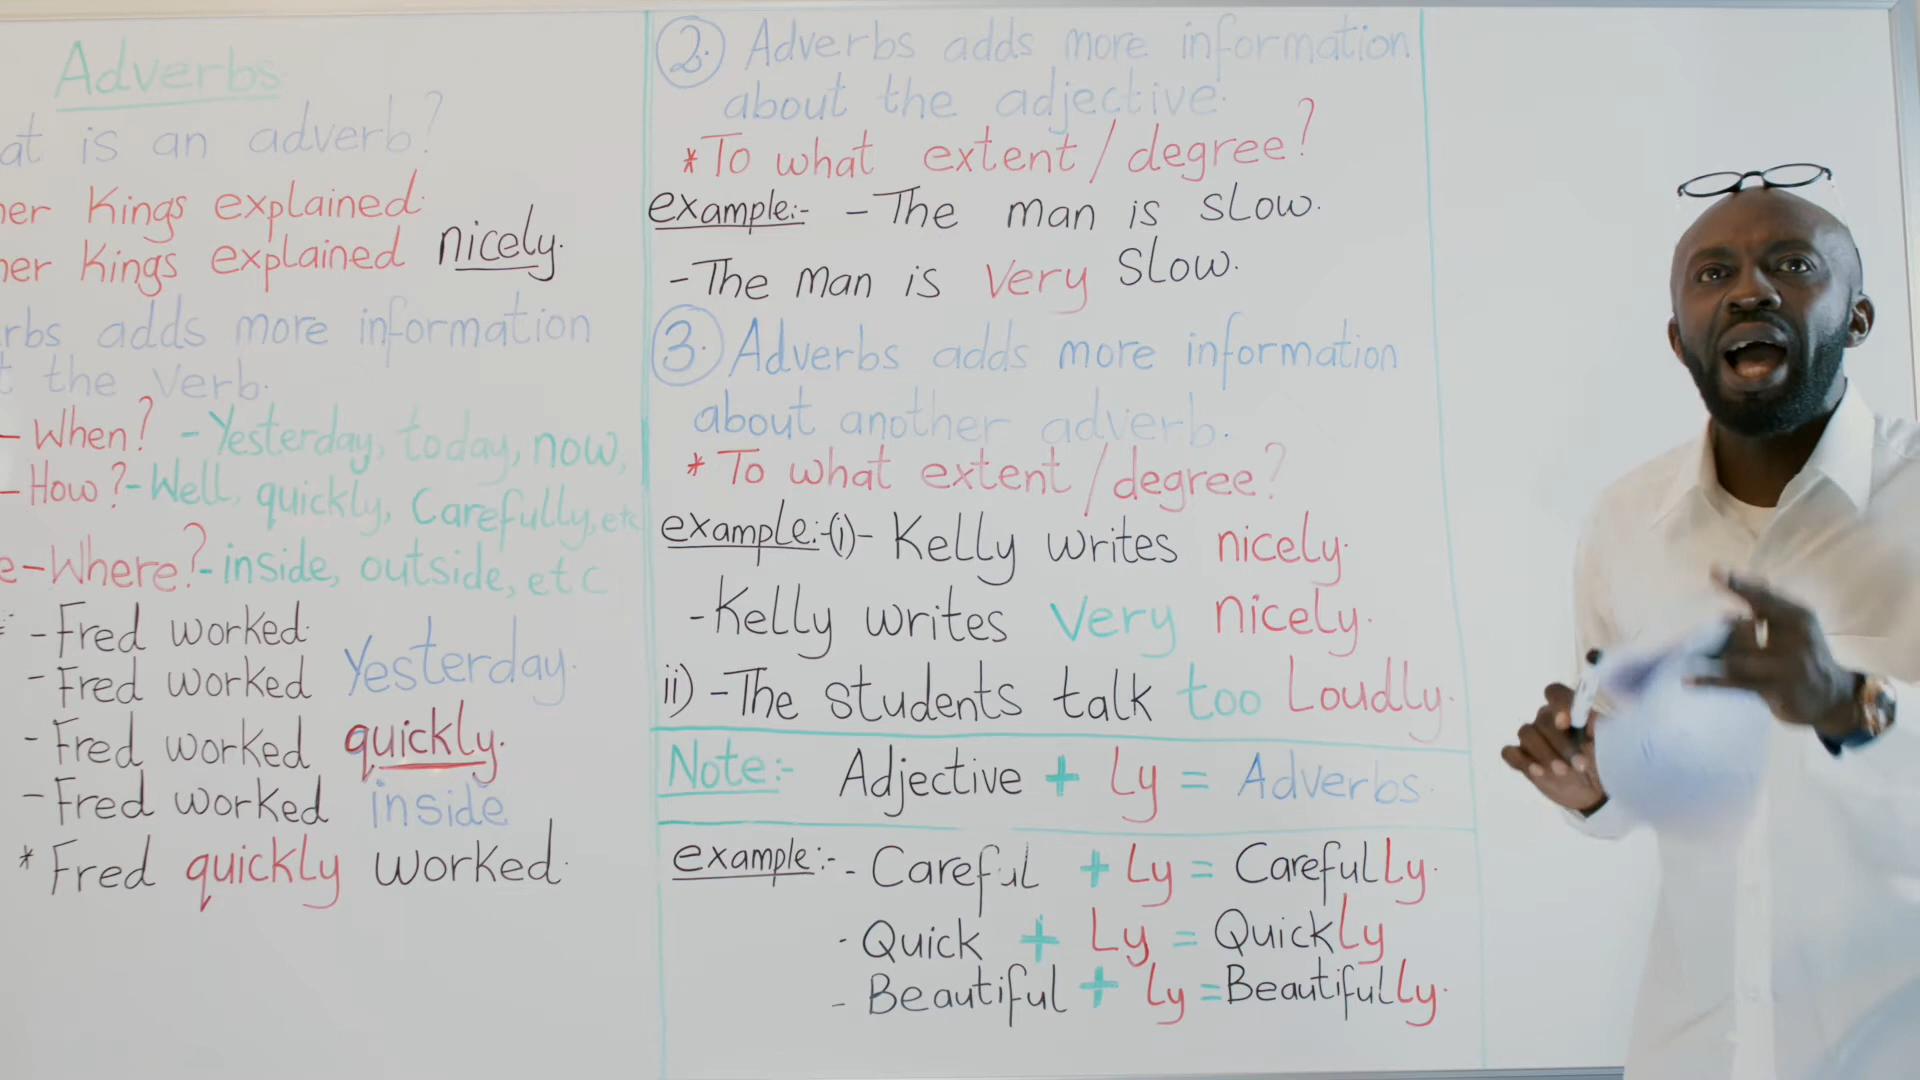 Adverbs
at is an adverb?
her Kings explained.
her Kings explained nicely.
rbs adds more information
t the verb.
- When? - Yesterday, today, now,
- How? - Well, quickly, Carefully, etc
e - Where? - inside, outside, etc
- Fred worked.
- Fred worked Yesterday.
- Fred worked quickly.
- Fred worked inside
* Fred quickly worked.
2. Adverbs adds more information
about the adjective.
* To what extent / degree?
example:- - The man is slow.
- The man is very slow.
3. Adverbs adds more information
about another adverb.
* To what extent / degree?
example:- (i) - Kelly writes nicely.
- Kelly writes very nicely.
ii) - The students talk too Loudly.
Note:- Adjective + Ly = Adverbs.
example:- - Careful + Ly = Carefully.
- Quick + Ly = Quickly
- Beautiful + Ly = Beautifully.